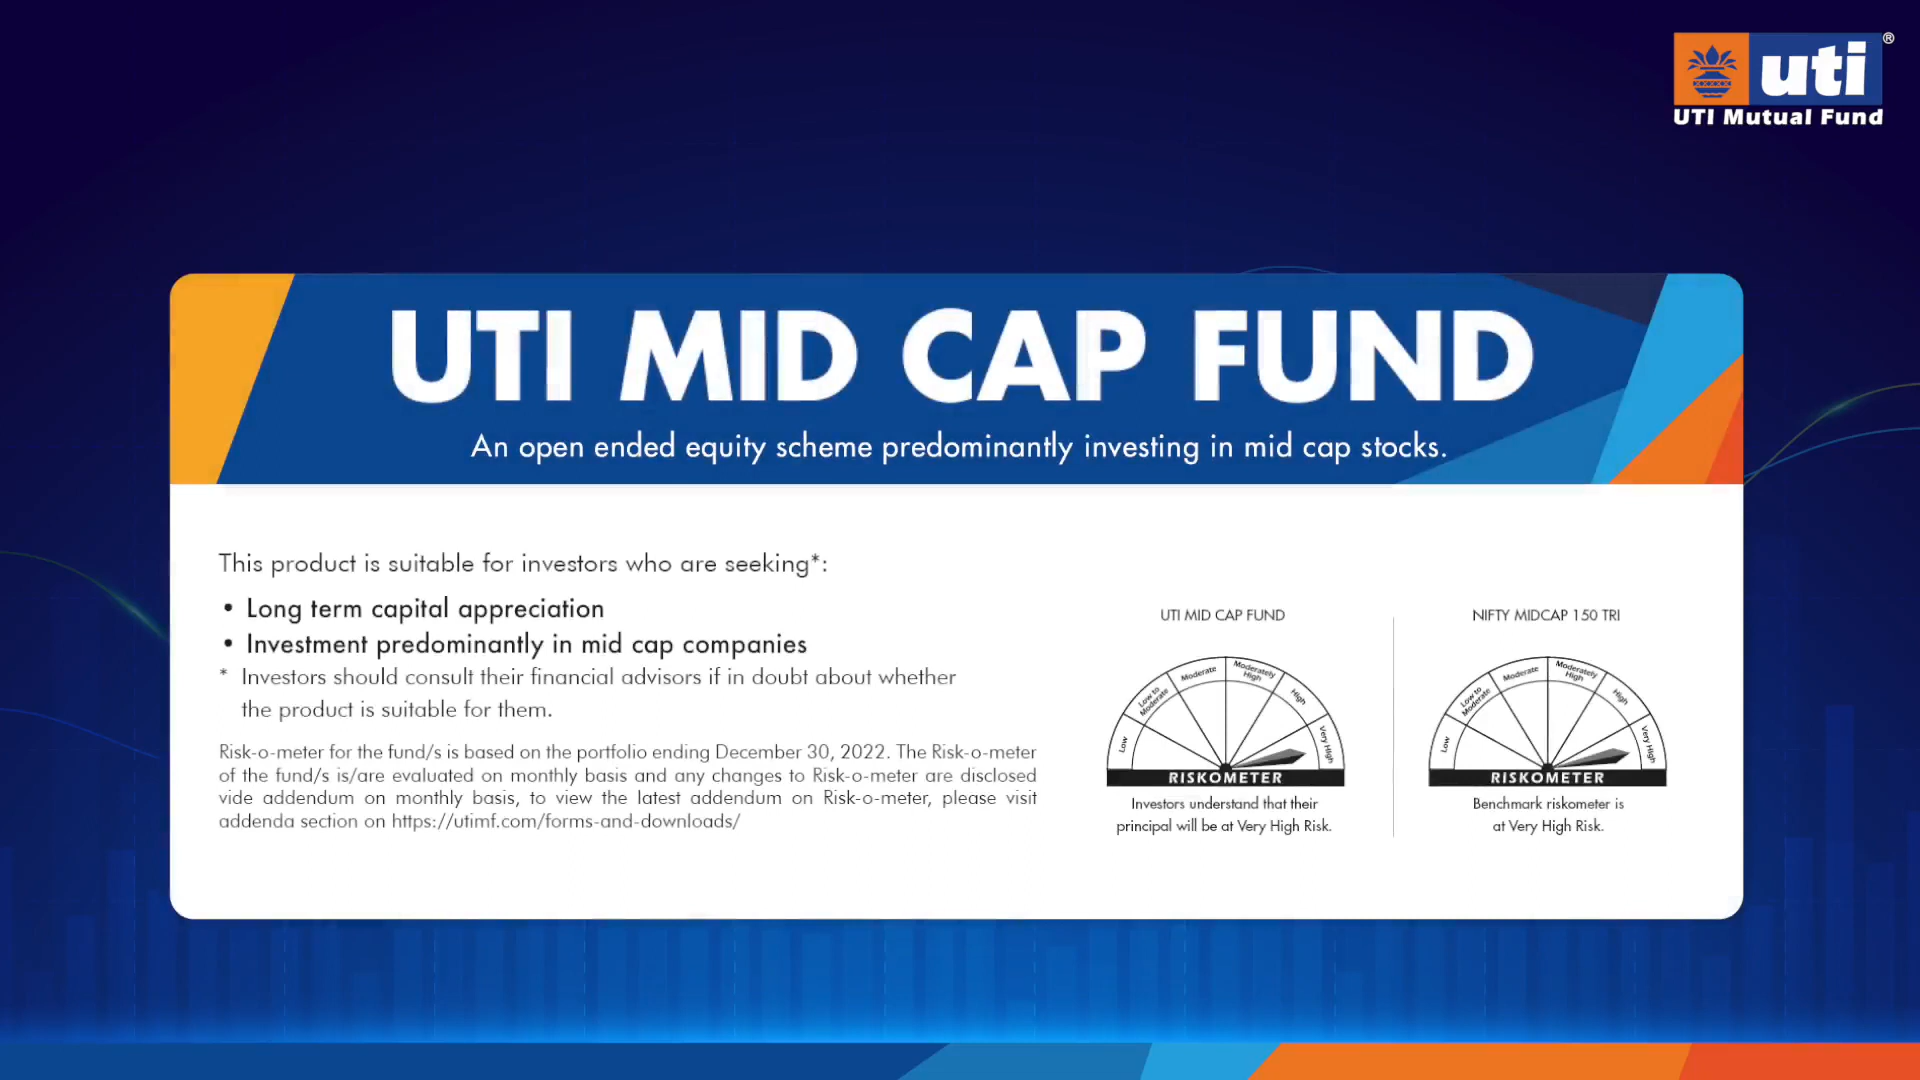 uti®
UTI Mutual Fund
UTI MID CAP FUND
An open ended equity scheme predominantly investing in mid cap stocks.
This product is suitable for investors who are seeking*:
• Long term capital appreciation
• Investment predominantly in mid cap companies
* Investors should consult their financial advisors if in doubt about whether
the product is suitable for them.
Risk-o-meter for the fund/s is based on the portfolio ending December 30, 2022. The Risk-o-meter
of the fund/s is/are evaluated on monthly basis and any changes to Risk-o-meter are disclosed
vide addendum on monthly basis, to view the latest addendum on Risk-o-meter, please visit
addenda section on https://utimf.com/forms-and-downloads/
UTI MID CAP FUND
Low
Low to
Moderate
Moderate
Moderately
High
High
Very High
RISKOMETER
Investors understand that their
principal will be at Very High Risk.
NIFTY MIDCAP 150 TRI
Low
Low to
Moderate
Moderate
Moderately
High
High
Very High
RISKOMETER
Benchmark riskometer is
at Very High Risk.